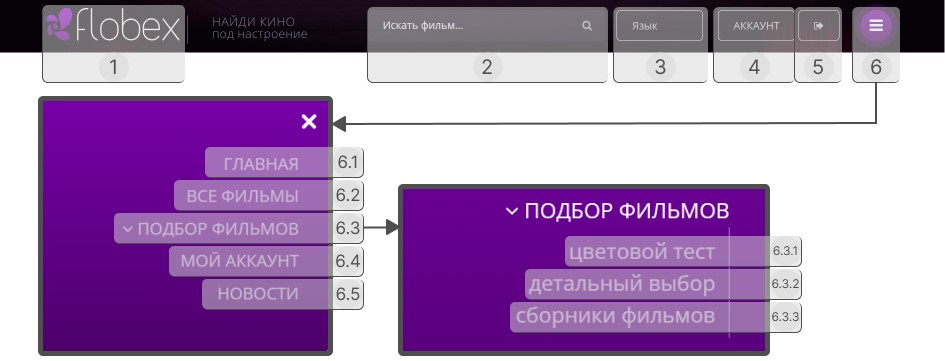 flobex
НАЙДИ КИНО
под настроение
Искать фильм...
Язык
АККАУНТ
1
2
3
4
5
6
ГЛАВНАЯ 6.1
ВСЕ ФИЛЬМЫ 6.2
ПОДБОР ФИЛЬМОВ 6.3
МОЙ АККАУНТ 6.4
НОВОСТИ 6.5
ПОДБОР ФИЛЬМОВ
цветовой тест 6.3.1
детальный выбор 6.3.2
сборники фильмов 6.3.3